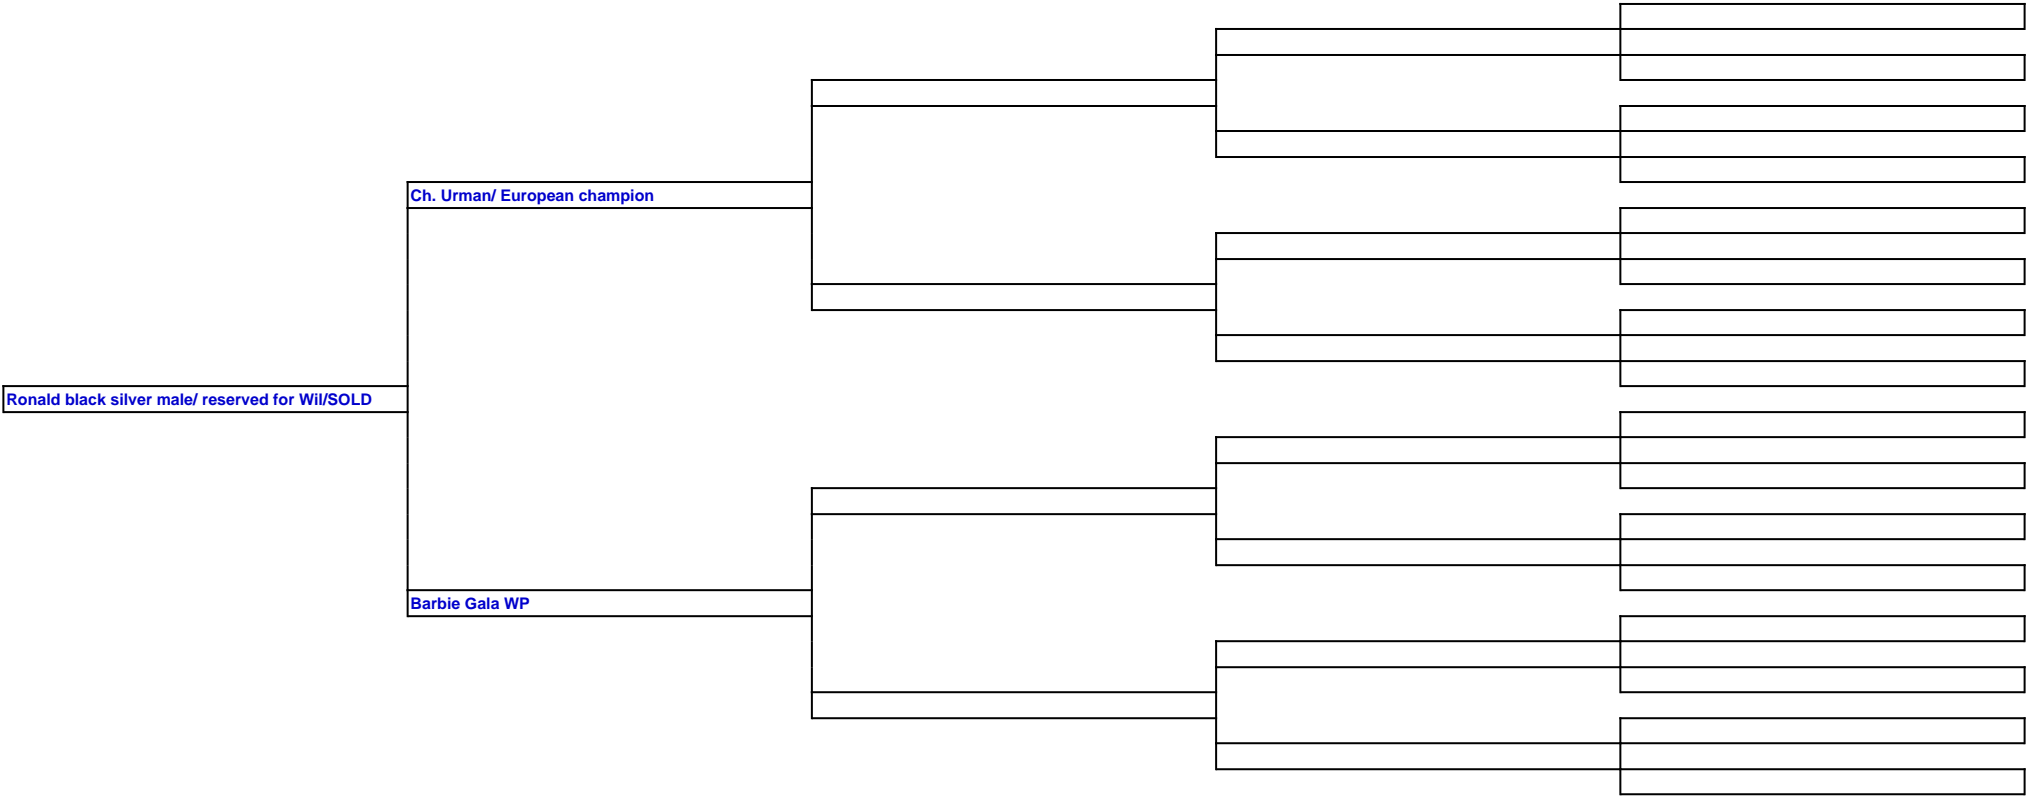 Ch. Urman/ European champion
Ronald black silver male/ reserved for Wil/SOLD
Barbie Gala WP